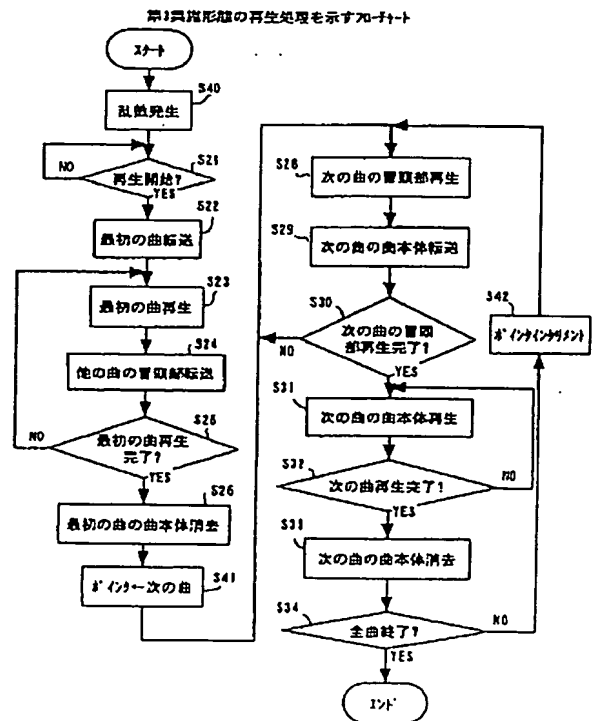 第3実施形態の再生処理を示すフローチャート
スタート
S40
乱数発生
S21
再生開始?
NO
YES
S22
最初の曲転送
S23
最初の曲再生
S24
他の曲の冒頭部転送
S25
最初の曲再生
完了?
NO
YES
S26
最初の曲の曲本体消去
S41
ポインタ←次の曲
S28
次の曲の冒頭部再生
S29
次の曲の曲本体転送
S30
次の曲の冒頭
部再生完了?
NO
YES
S42
ポインタインクリメント
S31
次の曲の曲本体再生
S32
次の曲再生完了?
NO
YES
S33
次の曲の曲本体消去
S34
全曲終了?
NO
YES
エンド